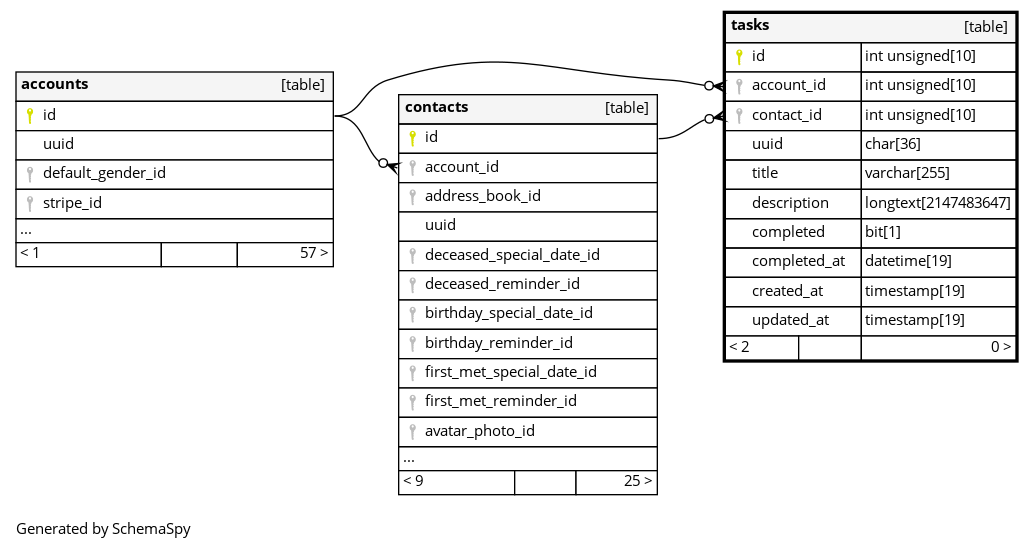 accounts [table]
id
uuid
default_gender_id
stripe_id
...
< 1 57 >
contacts [table]
id
account_id
address_book_id
uuid
deceased_special_date_id
deceased_reminder_id
birthday_special_date_id
birthday_reminder_id
first_met_special_date_id
first_met_reminder_id
avatar_photo_id
...
< 9 25 >
tasks [table]
id int unsigned[10]
account_id int unsigned[10]
contact_id int unsigned[10]
uuid char[36]
title varchar[255]
description longtext[2147483647]
completed bit[1]
completed_at datetime[19]
created_at timestamp[19]
updated_at timestamp[19]
< 2 0 >
Generated by SchemaSpy